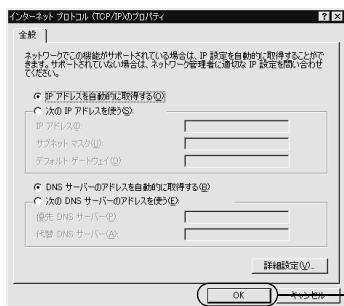 インターネット プロトコル (TCP/IP)のプロパティ
全般
ネットワークでこの機能がサポートされている場合は、IP 設定を自動的に取得することがで
きます。サポートされていない場合は、ネットワーク管理者に適切な IP 設定を問い合わせ
てください。
IP アドレスを自動的に取得する(O)
次の IP アドレスを使う(S):
IP アドレス(I):
サブネット マスク(U):
デフォルト ゲートウェイ(D):
DNS サーバーのアドレスを自動的に取得する(B)
次の DNS サーバーのアドレスを使う(E):
優先 DNS サーバー(P):
代替 DNS サーバー(A):
詳細設定(V)...
OK
キャンセル